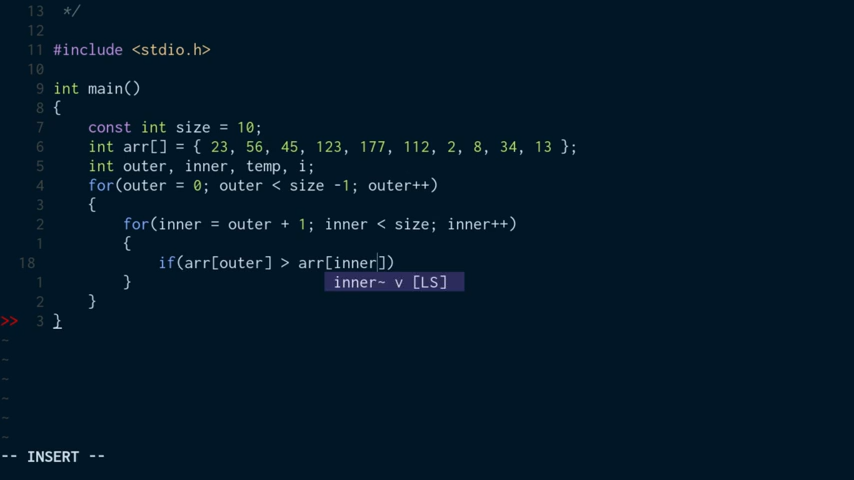 13 */
12
11 #include <stdio.h>
10
9 int main()
8 {
7 const int size = 10;
6 int arr[] = { 23, 56, 45, 123, 177, 112, 2, 8, 34, 13 };
5 int outer, inner, temp, i;
4 for(outer = 0; outer < size -1; outer++)
3 {
2 for(inner = outer + 1; inner < size; inner++)
1 {
18 if(arr[outer] > arr[inner])
1 } inner~ v [LS]
2 }
>> 3 }
~
~
~
~
~
~
-- INSERT --